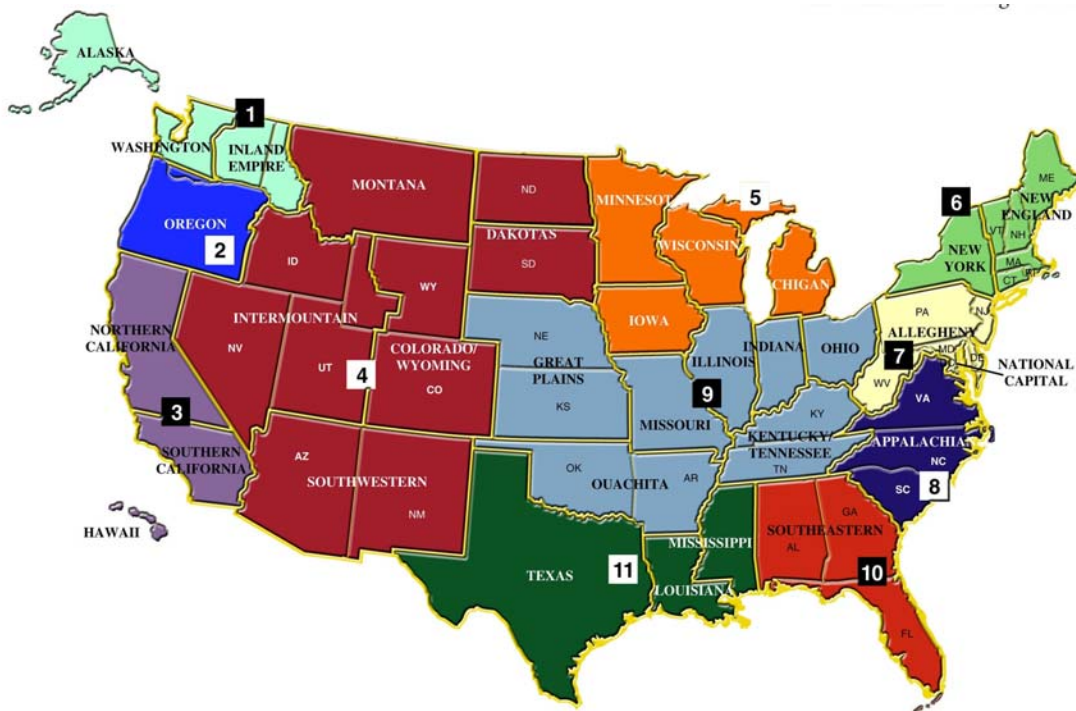 ALASKA
1
WASHINGTON
INLAND
EMPIRE
MONTANA
ND
MINNESOT
5
ME
6
NEW
ENGLAND
VT
NH
OREGON
2
DAKOTAS
WISCONSIN
NEW
YORK
MA
CT
RI
ID
WY
SD
CHIGAN
PA
NJ
ALLEGHENY
NORTHERN
CALIFORNIA
INTERMOUNTAIN
NV
UT
4
COLORADO/
WYOMING
CO
NE
GREAT
PLAINS
KS
IOWA
ILLINOIS
INDIANA
OHIO
7
MD
DE
WV
NATIONAL
CAPITAL
3
9
VA
MISSOURI
KY
KENTUCKY/
TENNESSEE
TN
APPALACHIAN
NC
SC
8
SOUTHERN
CALIFORNIA
AZ
SOUTHWESTERN
NM
OK
OUACHITA
AR
HAWAII
TEXAS
11
MISSISSIPPI
LOUISIANA
GA
SOUTHEASTERN
AL
10
FL